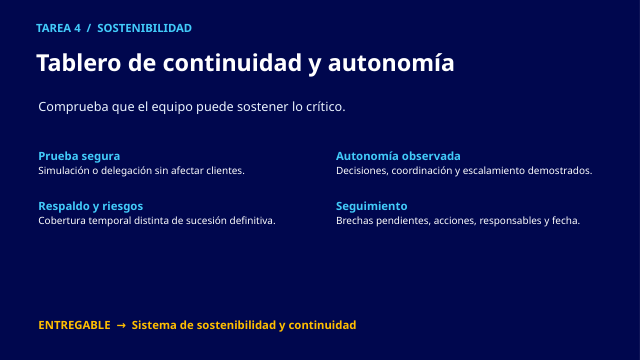 TAREA 4 / SOSTENIBILIDAD
Tablero de continuidad y autonomía
Comprueba que el equipo puede sostener lo crítico.
Prueba segura
Simulación o delegación sin afectar clientes.
Autonomía observada
Decisiones, coordinación y escalamiento demostrados.
Respaldo y riesgos
Cobertura temporal distinta de sucesión definitiva.
Seguimiento
Brechas pendientes, acciones, responsables y fecha.
ENTREGABLE → Sistema de sostenibilidad y continuidad